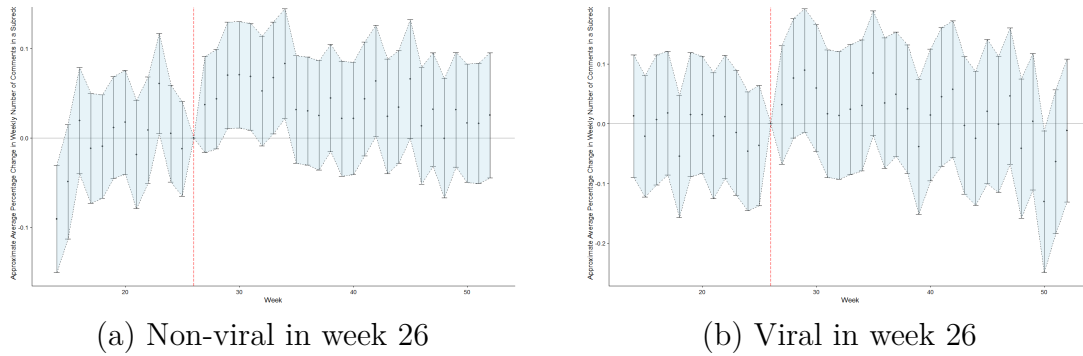 Approximate Average Percentage Change in Weekly Number of Comments in a Subreddit
0.1
0.0
-0.1
20
30
40
50
Week
(a) Non-viral in week 26
Approximate Average Percentage Change in Weekly Number of Comments in a Subreddit
0.1
0.0
-0.1
-0.2
20
30
40
50
Week
(b) Viral in week 26